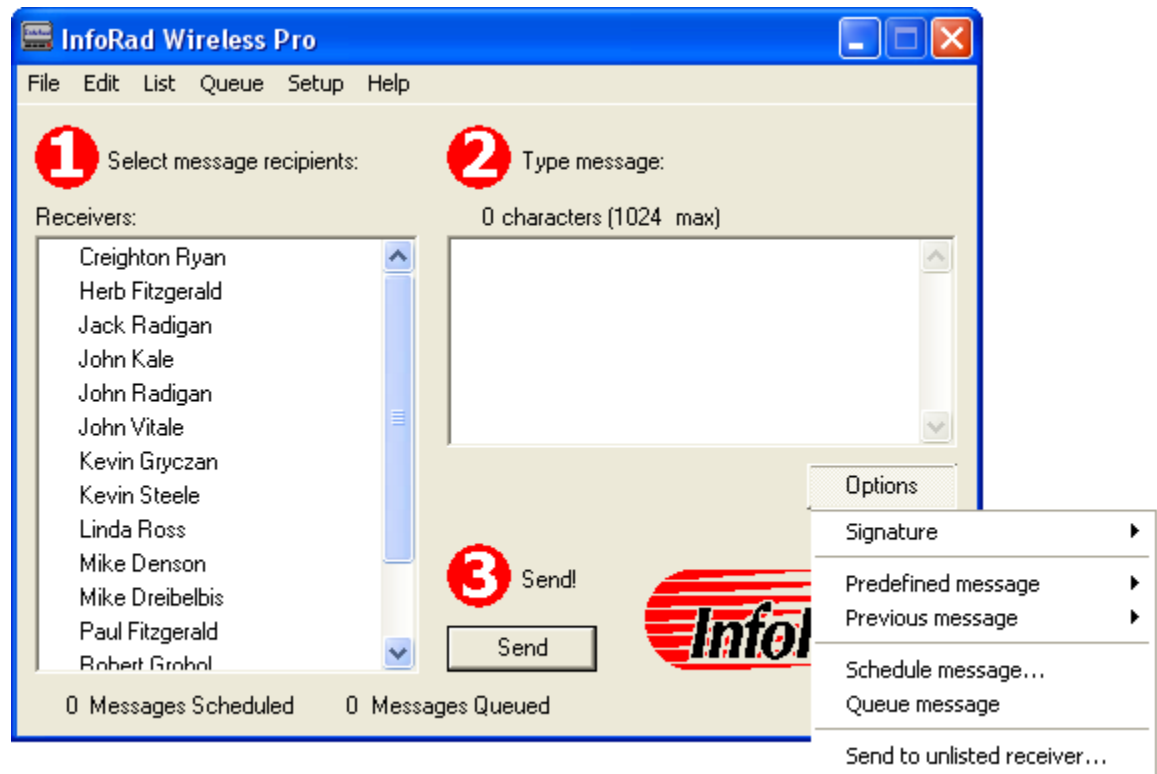 InfoRad Wireless Pro
File Edit List Queue Setup Help
1 Select message recipients:
2 Type message:
Receivers:
0 characters (1024 max)
Creighton Ryan
Herb Fitzgerald
Jack Radigan
John Kale
John Radigan
John Vitale
Kevin Gryczan
Kevin Steele
Linda Ross
Mike Denson
Mike Dreibelbis
Paul Fitzgerald
Robert Grohol
Options
Signature
Predefined message
Previous message
Schedule message...
Queue message
Send to unlisted receiver...
3 Send!
Send
0 Messages Scheduled 0 Messages Queued